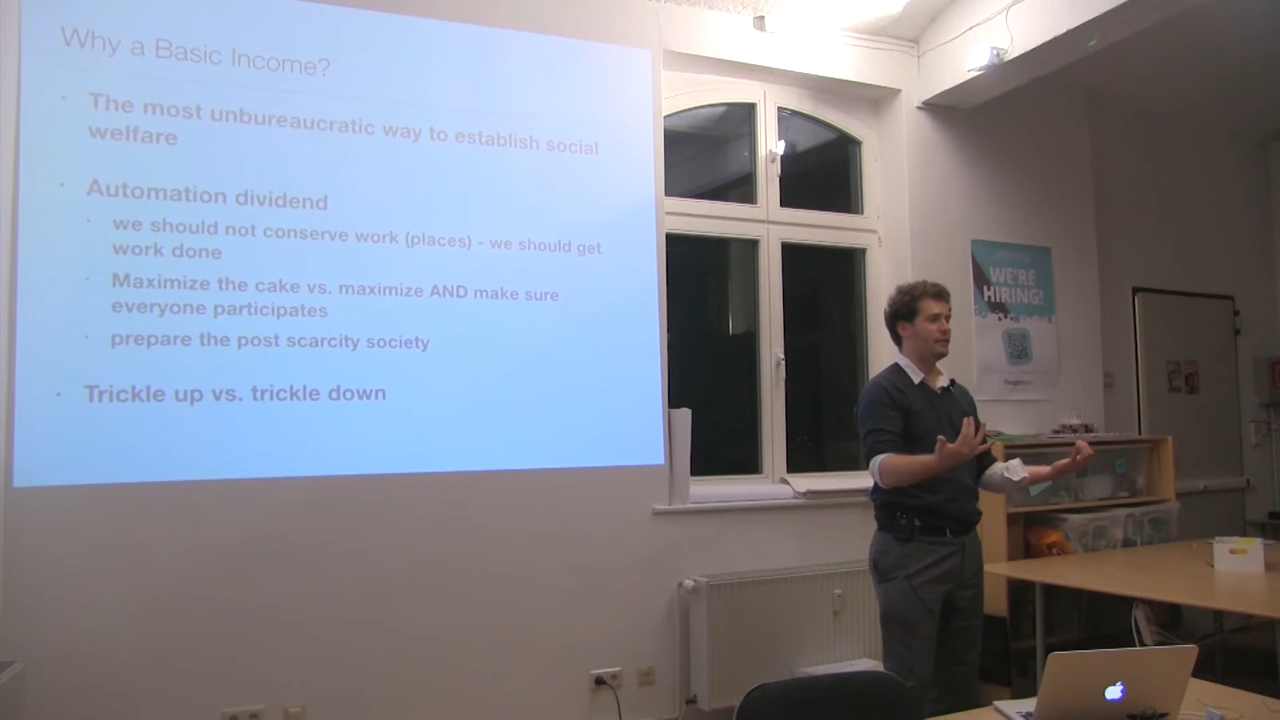 Why a Basic Income?
The most unbureaucratic way to establish social
welfare
Automation dividend
we should not conserve work (places) - we should get
work done
Maximize the cake vs. maximize AND make sure
everyone participates
prepare the post scarcity society
Trickle up vs. trickle down
WE'RE
HIRING!